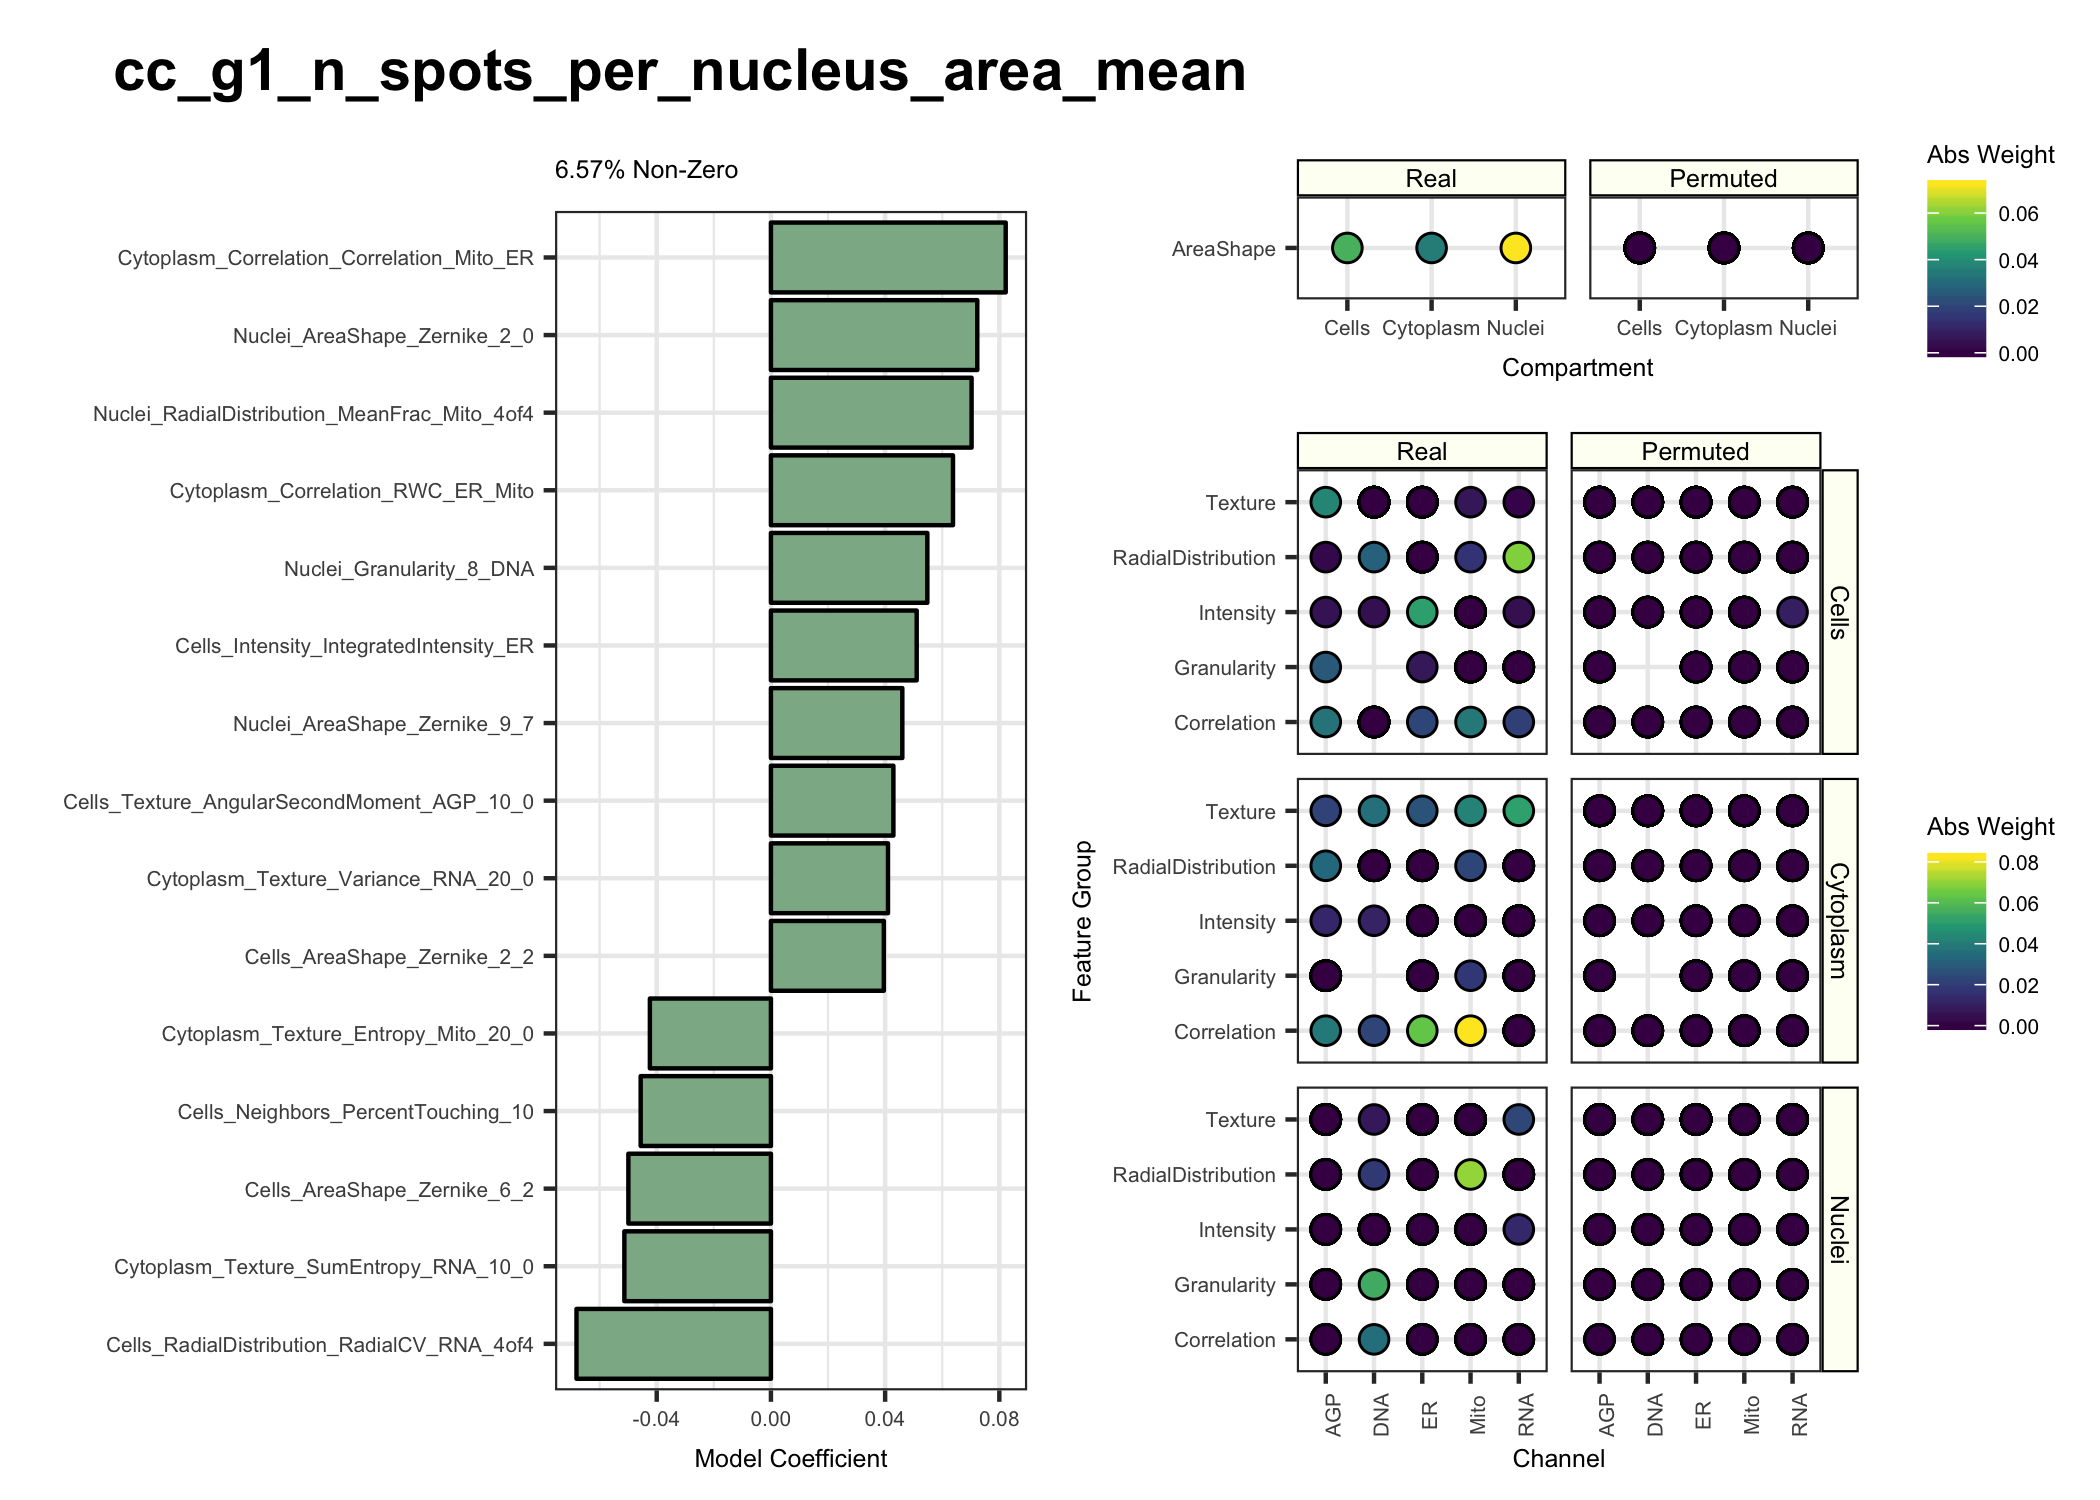 cc_g1_n_spots_per_nucleus_area_mean
6.57% Non-Zero
Cytoplasm_Correlation_Correlation_Mito_ER
Nuclei_AreaShape_Zernike_2_0
Nuclei_RadialDistribution_MeanFrac_Mito_4of4
Cytoplasm_Correlation_RWC_ER_Mito
Nuclei_Granularity_8_DNA
Cells_Intensity_IntegratedIntensity_ER
Nuclei_AreaShape_Zernike_9_7
Cells_Texture_AngularSecondMoment_AGP_10_0
Cytoplasm_Texture_Variance_RNA_20_0
Cells_AreaShape_Zernike_2_2
Cytoplasm_Texture_Entropy_Mito_20_0
Cells_Neighbors_PercentTouching_10
Cells_AreaShape_Zernike_6_2
Cytoplasm_Texture_SumEntropy_RNA_10_0
Cells_RadialDistribution_RadialCV_RNA_4of4
-0.04 0.00 0.04 0.08
Model Coefficient
Real Permuted
AreaShape
Cells Cytoplasm Nuclei Cells Cytoplasm Nuclei
Compartment
Abs Weight
0.06
0.04
0.02
0.00
Feature Group
Real Permuted
Texture
RadialDistribution
Intensity
Granularity
Correlation
Cells
Texture
RadialDistribution
Intensity
Granularity
Correlation
Cytoplasm
Texture
RadialDistribution
Intensity
Granularity
Correlation
Nuclei
AGP DNA ER Mito RNA AGP DNA ER Mito RNA
Channel
Abs Weight
0.08
0.06
0.04
0.02
0.00